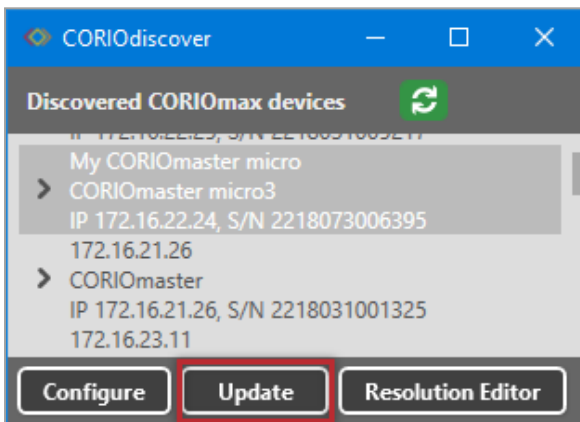 CORIOdiscover
Discovered CORIOmax devices
My CORIOmaster micro
CORIOmaster micro3
IP 172.16.22.24, S/N 2218073006395
172.16.21.26
CORIOmaster
IP 172.16.21.26, S/N 2218031001325
172.16.23.11
Configure Update Resolution Editor